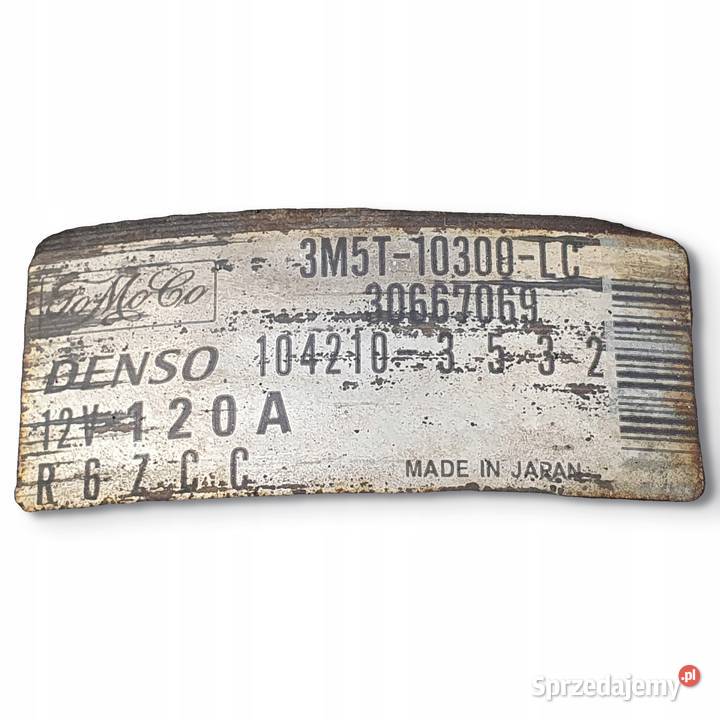 3M5T-10300-LC
FoMoCo
30667069
DENSO 104210-3532
12V 120A
R6ZCC
MADE IN JAPAN
Sprzedajemy.pl